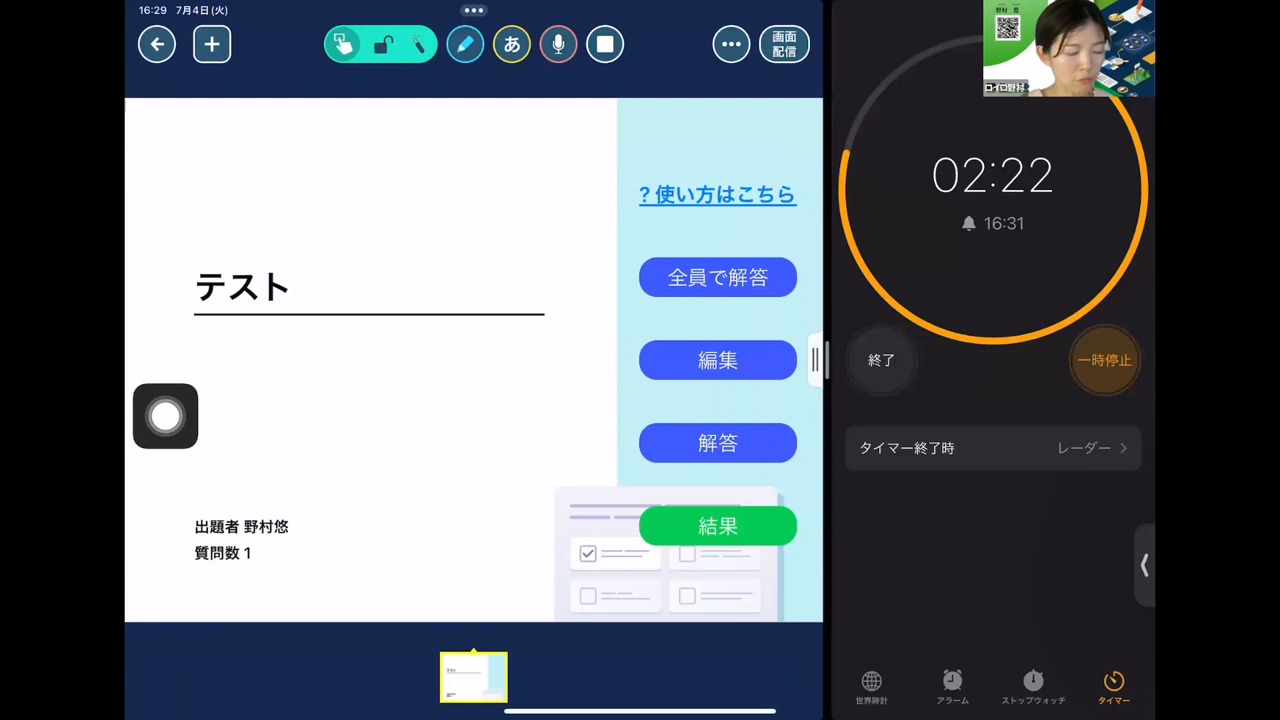 16:29 7月4日(火)
あ
画面
配信
?使い方はこちら
全員で解答
テスト
編集
解答
結果
出題者 野村悠
質問数 1
野村 悠
ロイロ野村
02:22
16:31
終了
一時停止
タイマー終了時
レーダー
世界時計
アラーム
ストップウォッチ
タイマー